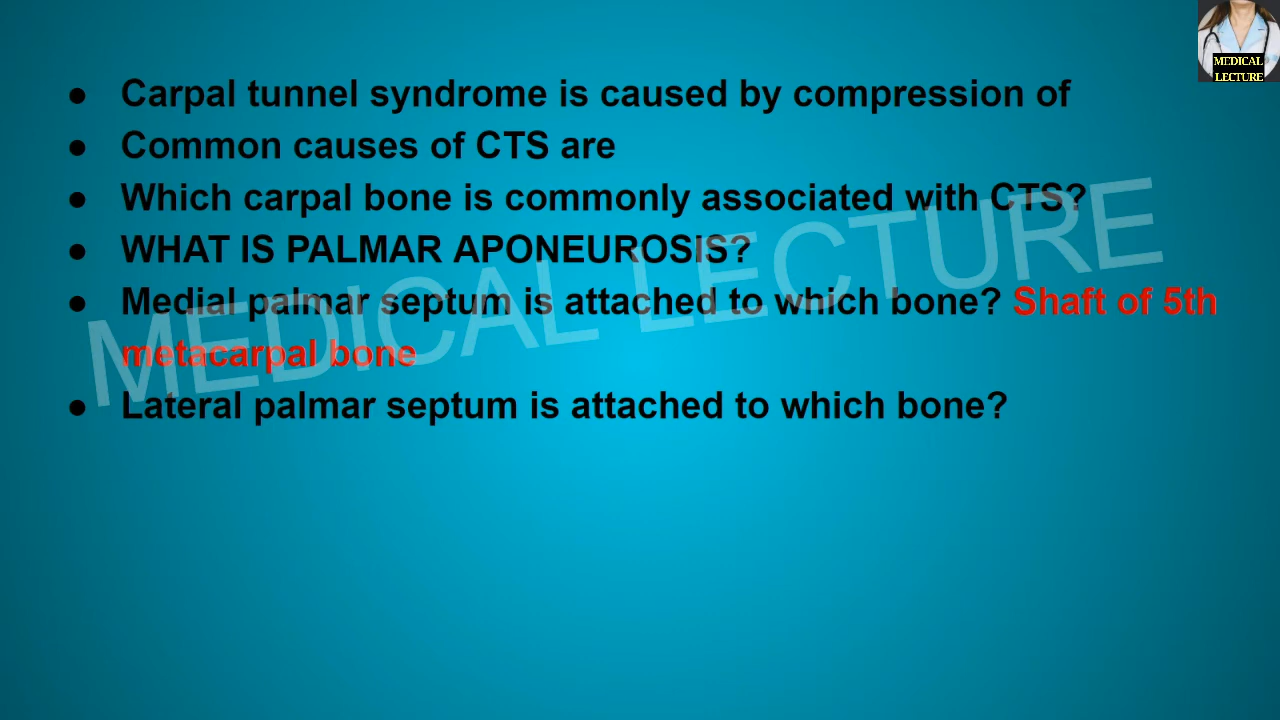 MEDICAL
LECTURE
● Carpal tunnel syndrome is caused by compression of
● Common causes of CTS are
● Which carpal bone is commonly associated with CTS?
● WHAT IS PALMAR APONEUROSIS?
● Medial palmar septum is attached to which bone? Shaft of 5th
metacarpal bone
● Lateral palmar septum is attached to which bone?
MEDICAL LECTURE